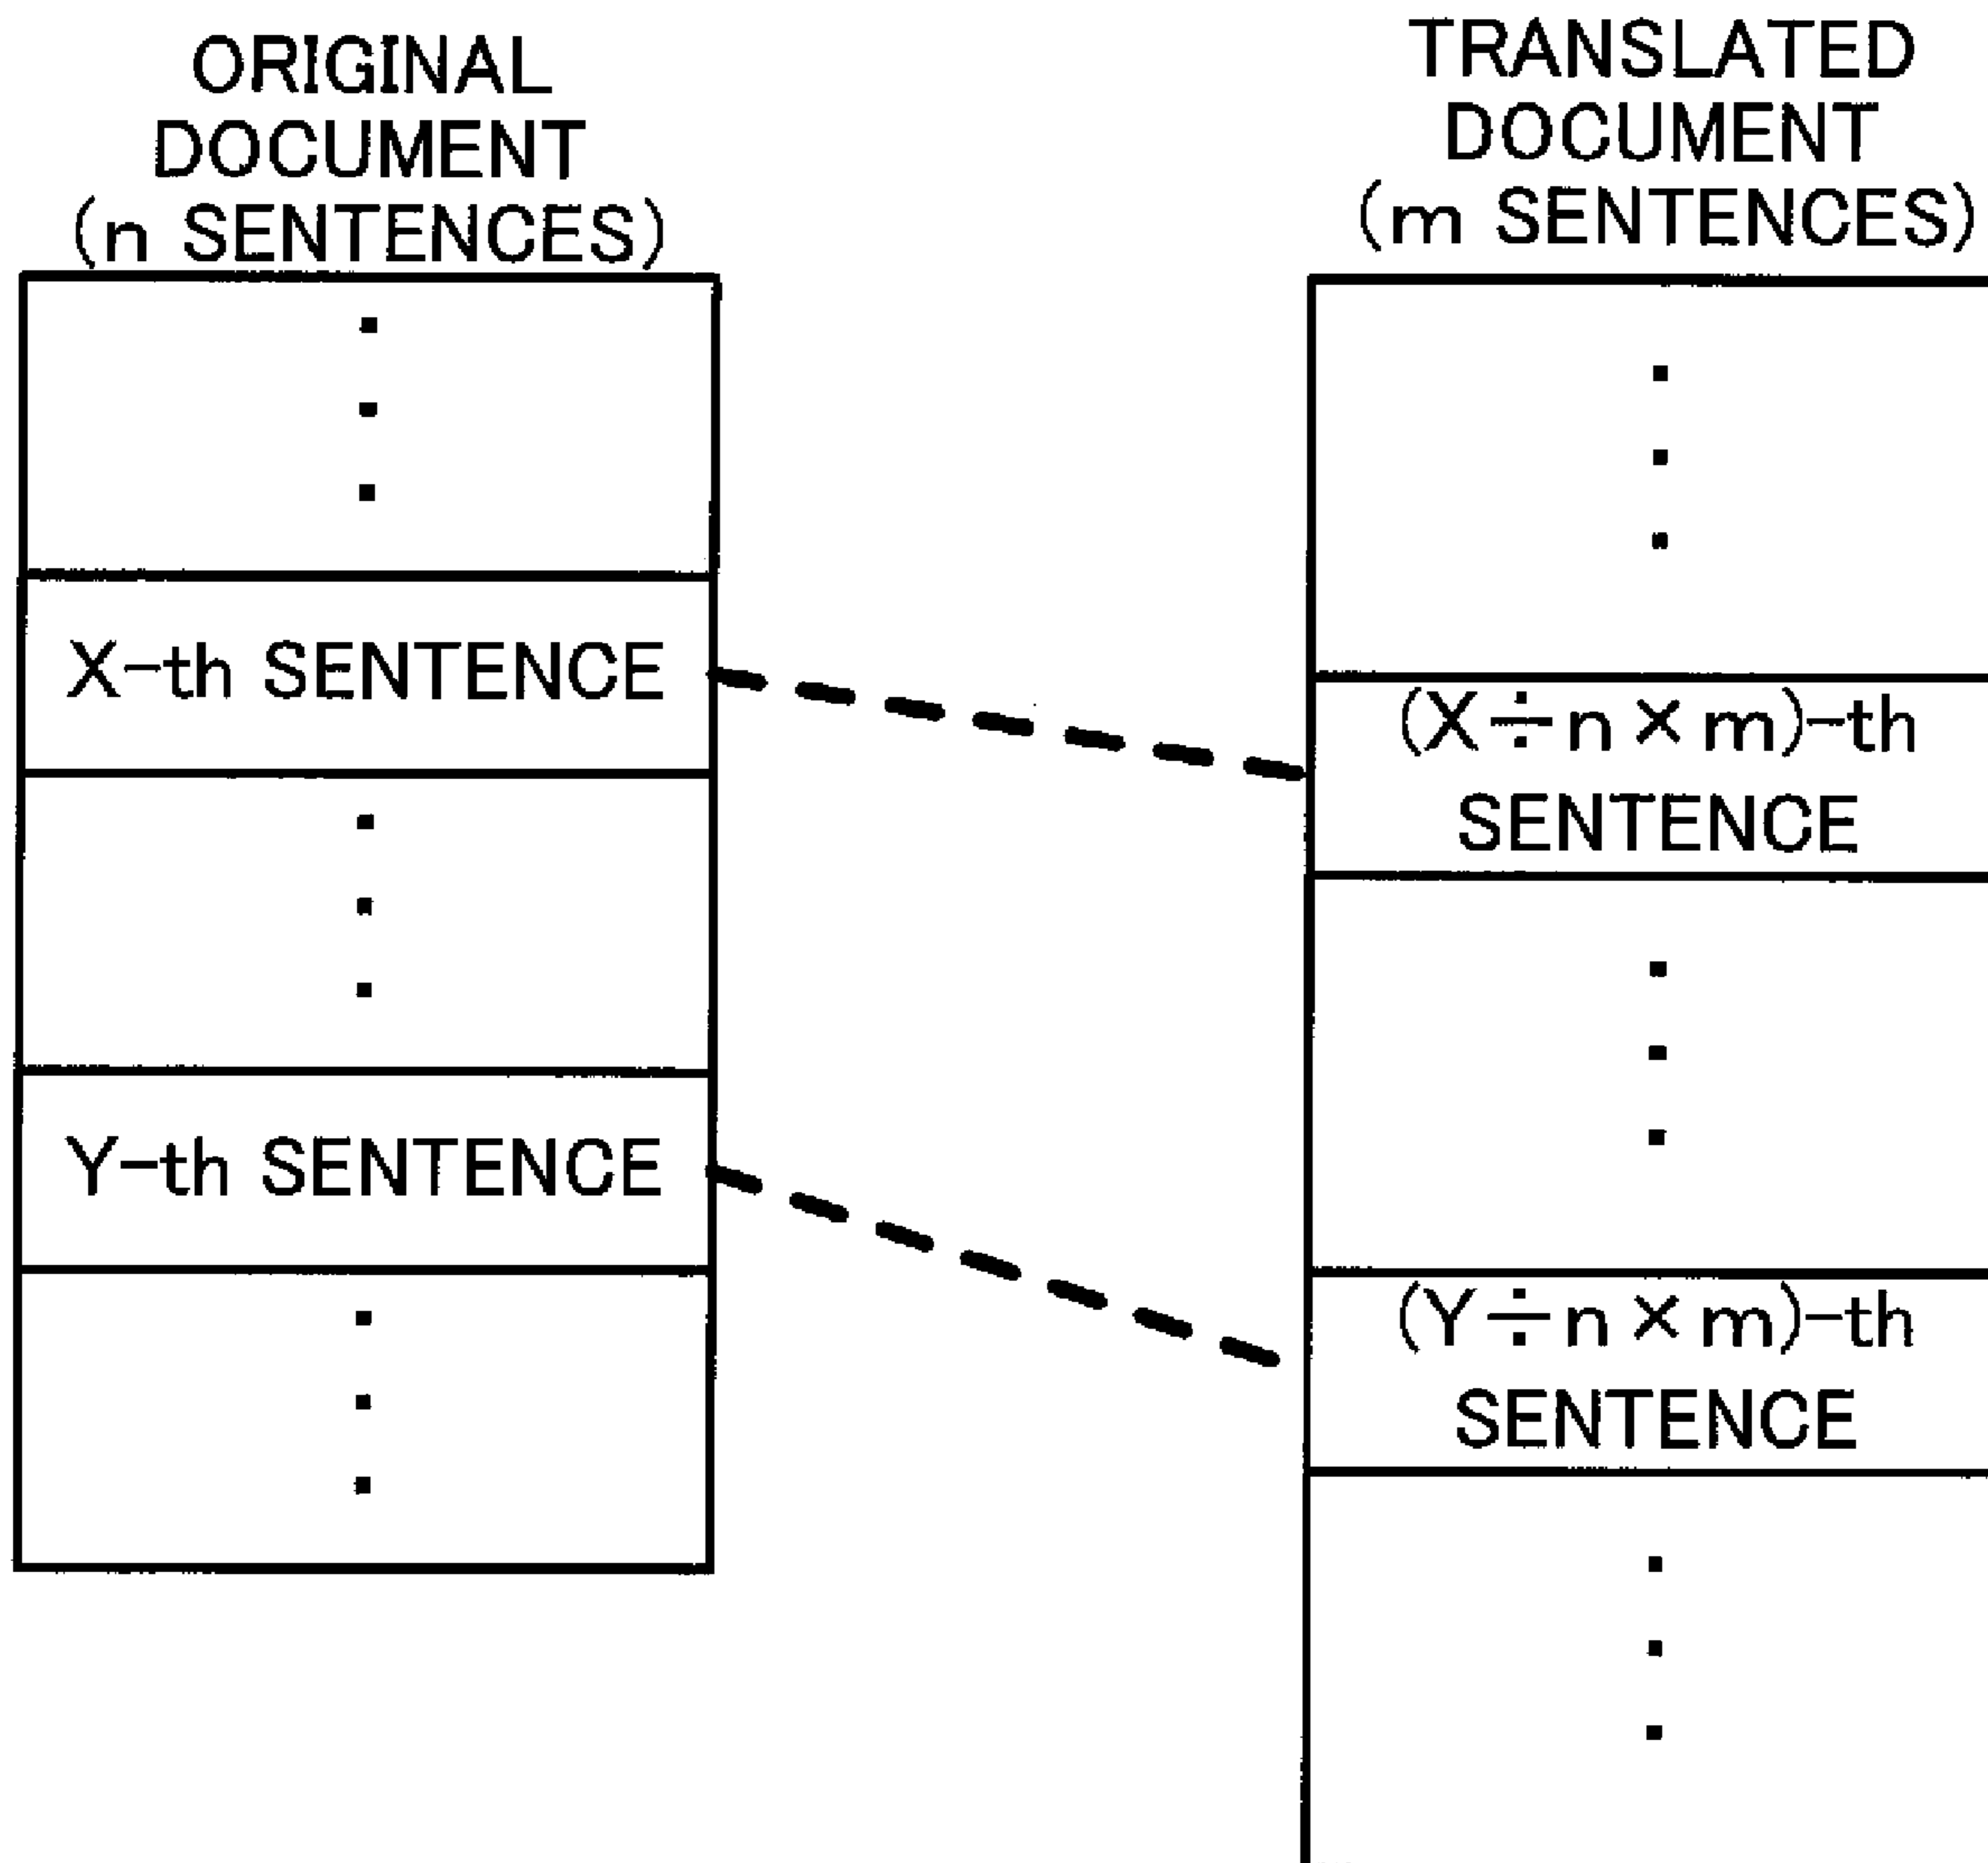 ORIGINAL
DOCUMENT
(n SENTENCES)
X-th SENTENCE
Y-th SENTENCE
TRANSLATED
DOCUMENT
(m SENTENCES)
(X÷n×m)-th
SENTENCE
(Y÷n×m)-th
SENTENCE